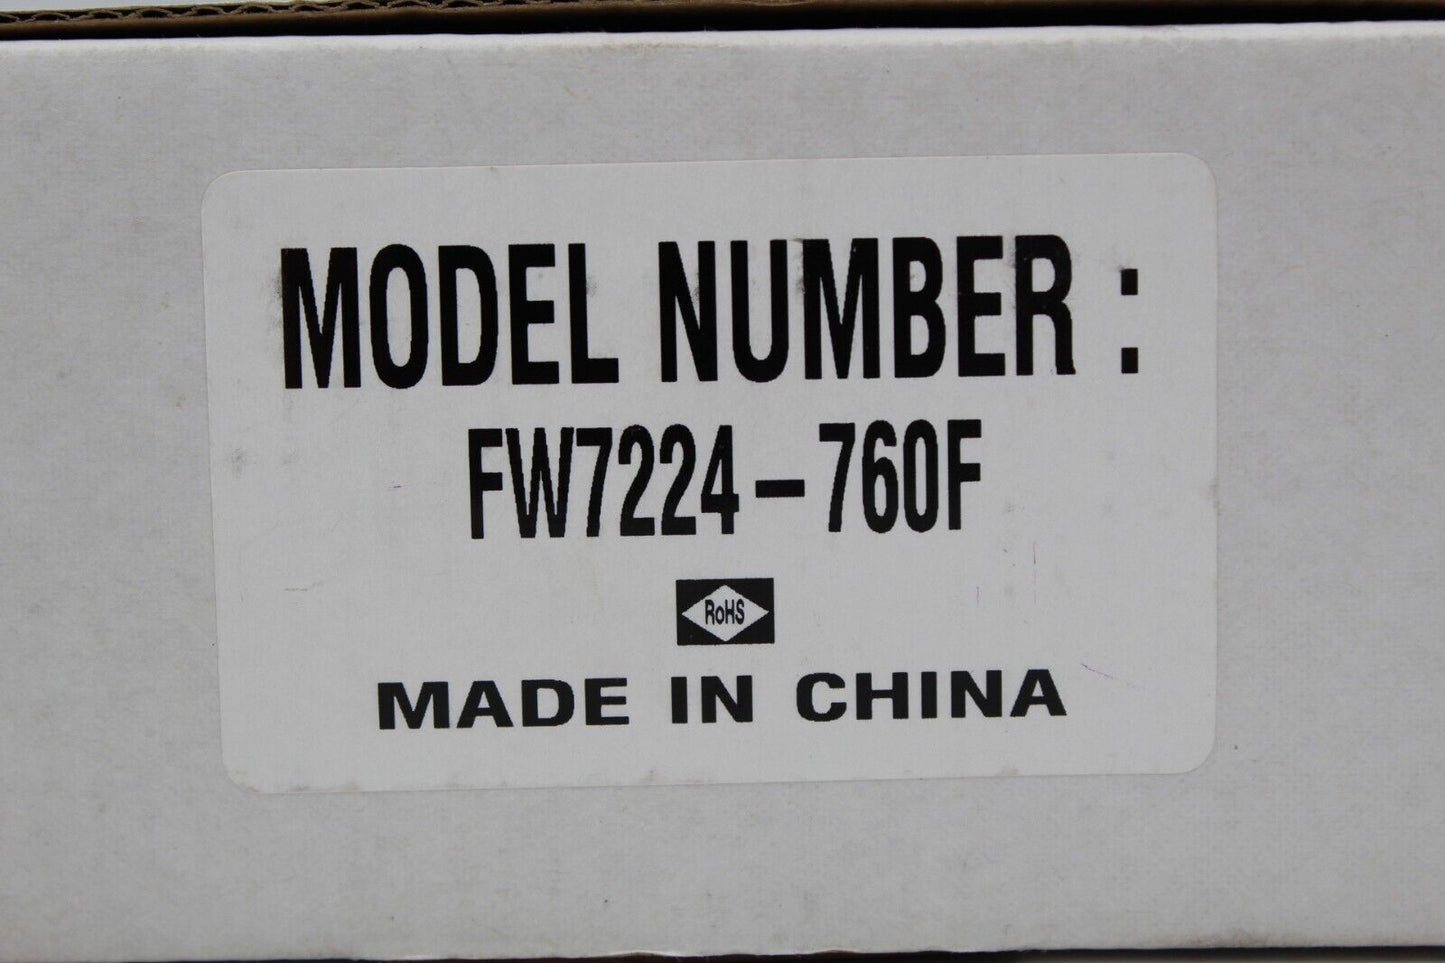 MODEL NUMBER :
FW7224-760F
RoHS
MADE IN CHINA